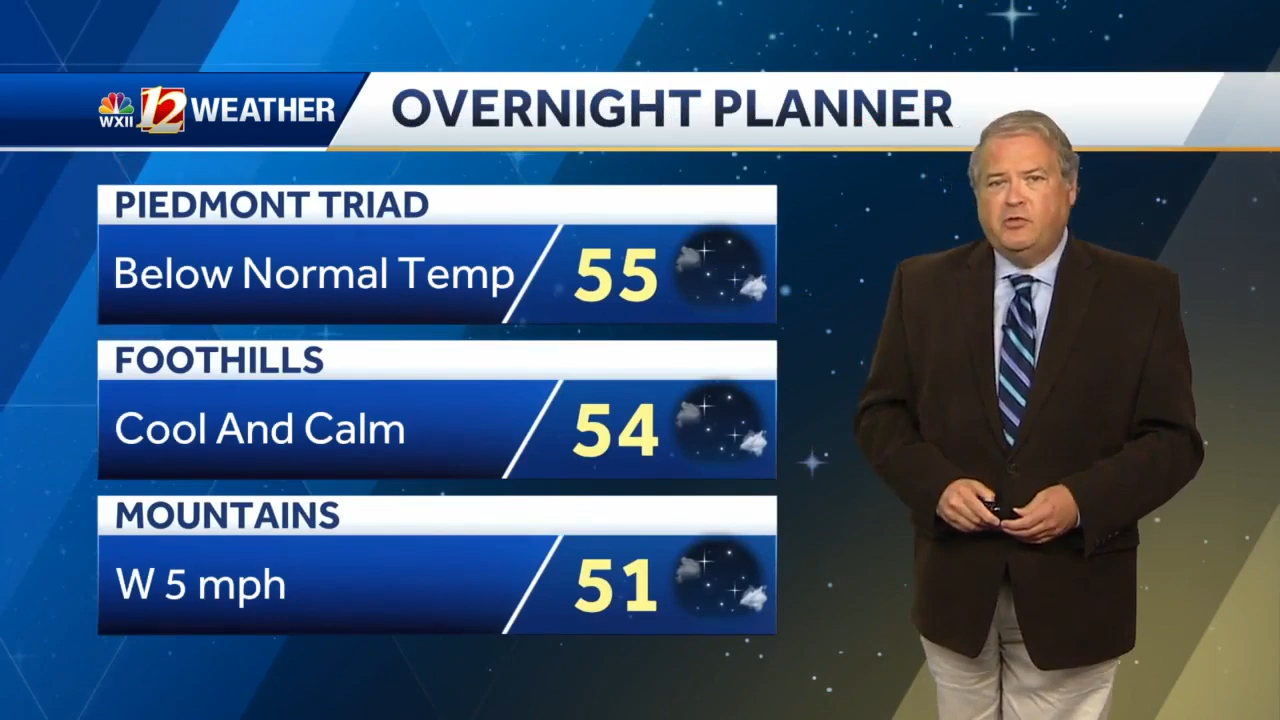 WXII 12 WEATHER
OVERNIGHT PLANNER
PIEDMONT TRIAD
Below Normal Temp 55
FOOTHILLS
Cool And Calm 54
MOUNTAINS
W 5 mph 51